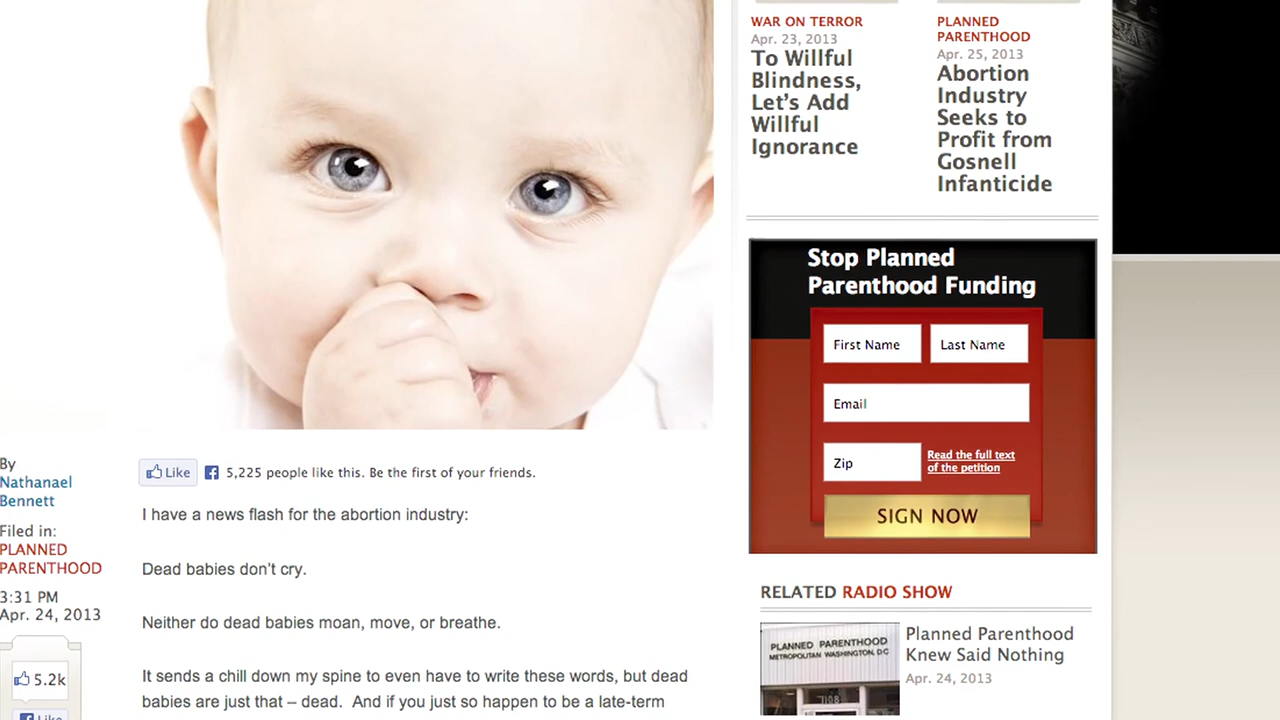 WAR ON TERROR
Apr. 23, 2013
To Willful
Blindness,
Let's Add
Willful
Ignorance
PLANNED
PARENTHOOD
Apr. 25, 2013
Abortion
Industry
Seeks to
Profit from
Gosnell
Infanticide
Stop Planned
Parenthood Funding
First Name
Last Name
Email
Zip
Read the full text
of the petition
SIGN NOW
By
Nathanael
Bennett
Filed in:
PLANNED
PARENTHOOD
3:31 PM
Apr. 24, 2013
5.2k
Like
Like
5,225 people like this. Be the first of your friends.
I have a news flash for the abortion industry:
Dead babies don't cry.
Neither do dead babies moan, move, or breathe.
It sends a chill down my spine to even have to write these words, but dead
babies are just that – dead. And if you just so happen to be a late-term
RELATED RADIO SHOW
PLANNED PARENTHOOD
METROPOLITAN WASHINGTON, D.C
1108
Planned Parenthood
Knew Said Nothing
Apr. 24, 2013